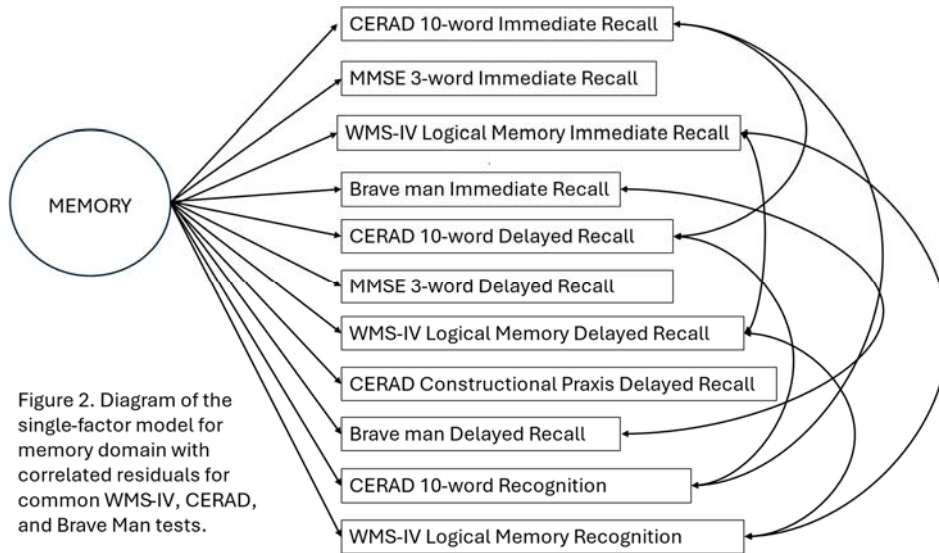 CERAD 10-word Immediate Recall
MMSE 3-word Immediate Recall
WMS-IV Logical Memory Immediate Recall
Brave man Immediate Recall
MEMORY
CERAD 10-word Delayed Recall
MMSE 3-word Delayed Recall
WMS-IV Logical Memory Delayed Recall
CERAD Constructional Praxis Delayed Recall
Brave man Delayed Recall
CERAD 10-word Recognition
WMS-IV Logical Memory Recognition
Figure 2. Diagram of the
single-factor model for
memory domain with
correlated residuals for
common WMS-IV, CERAD,
and Brave Man tests.